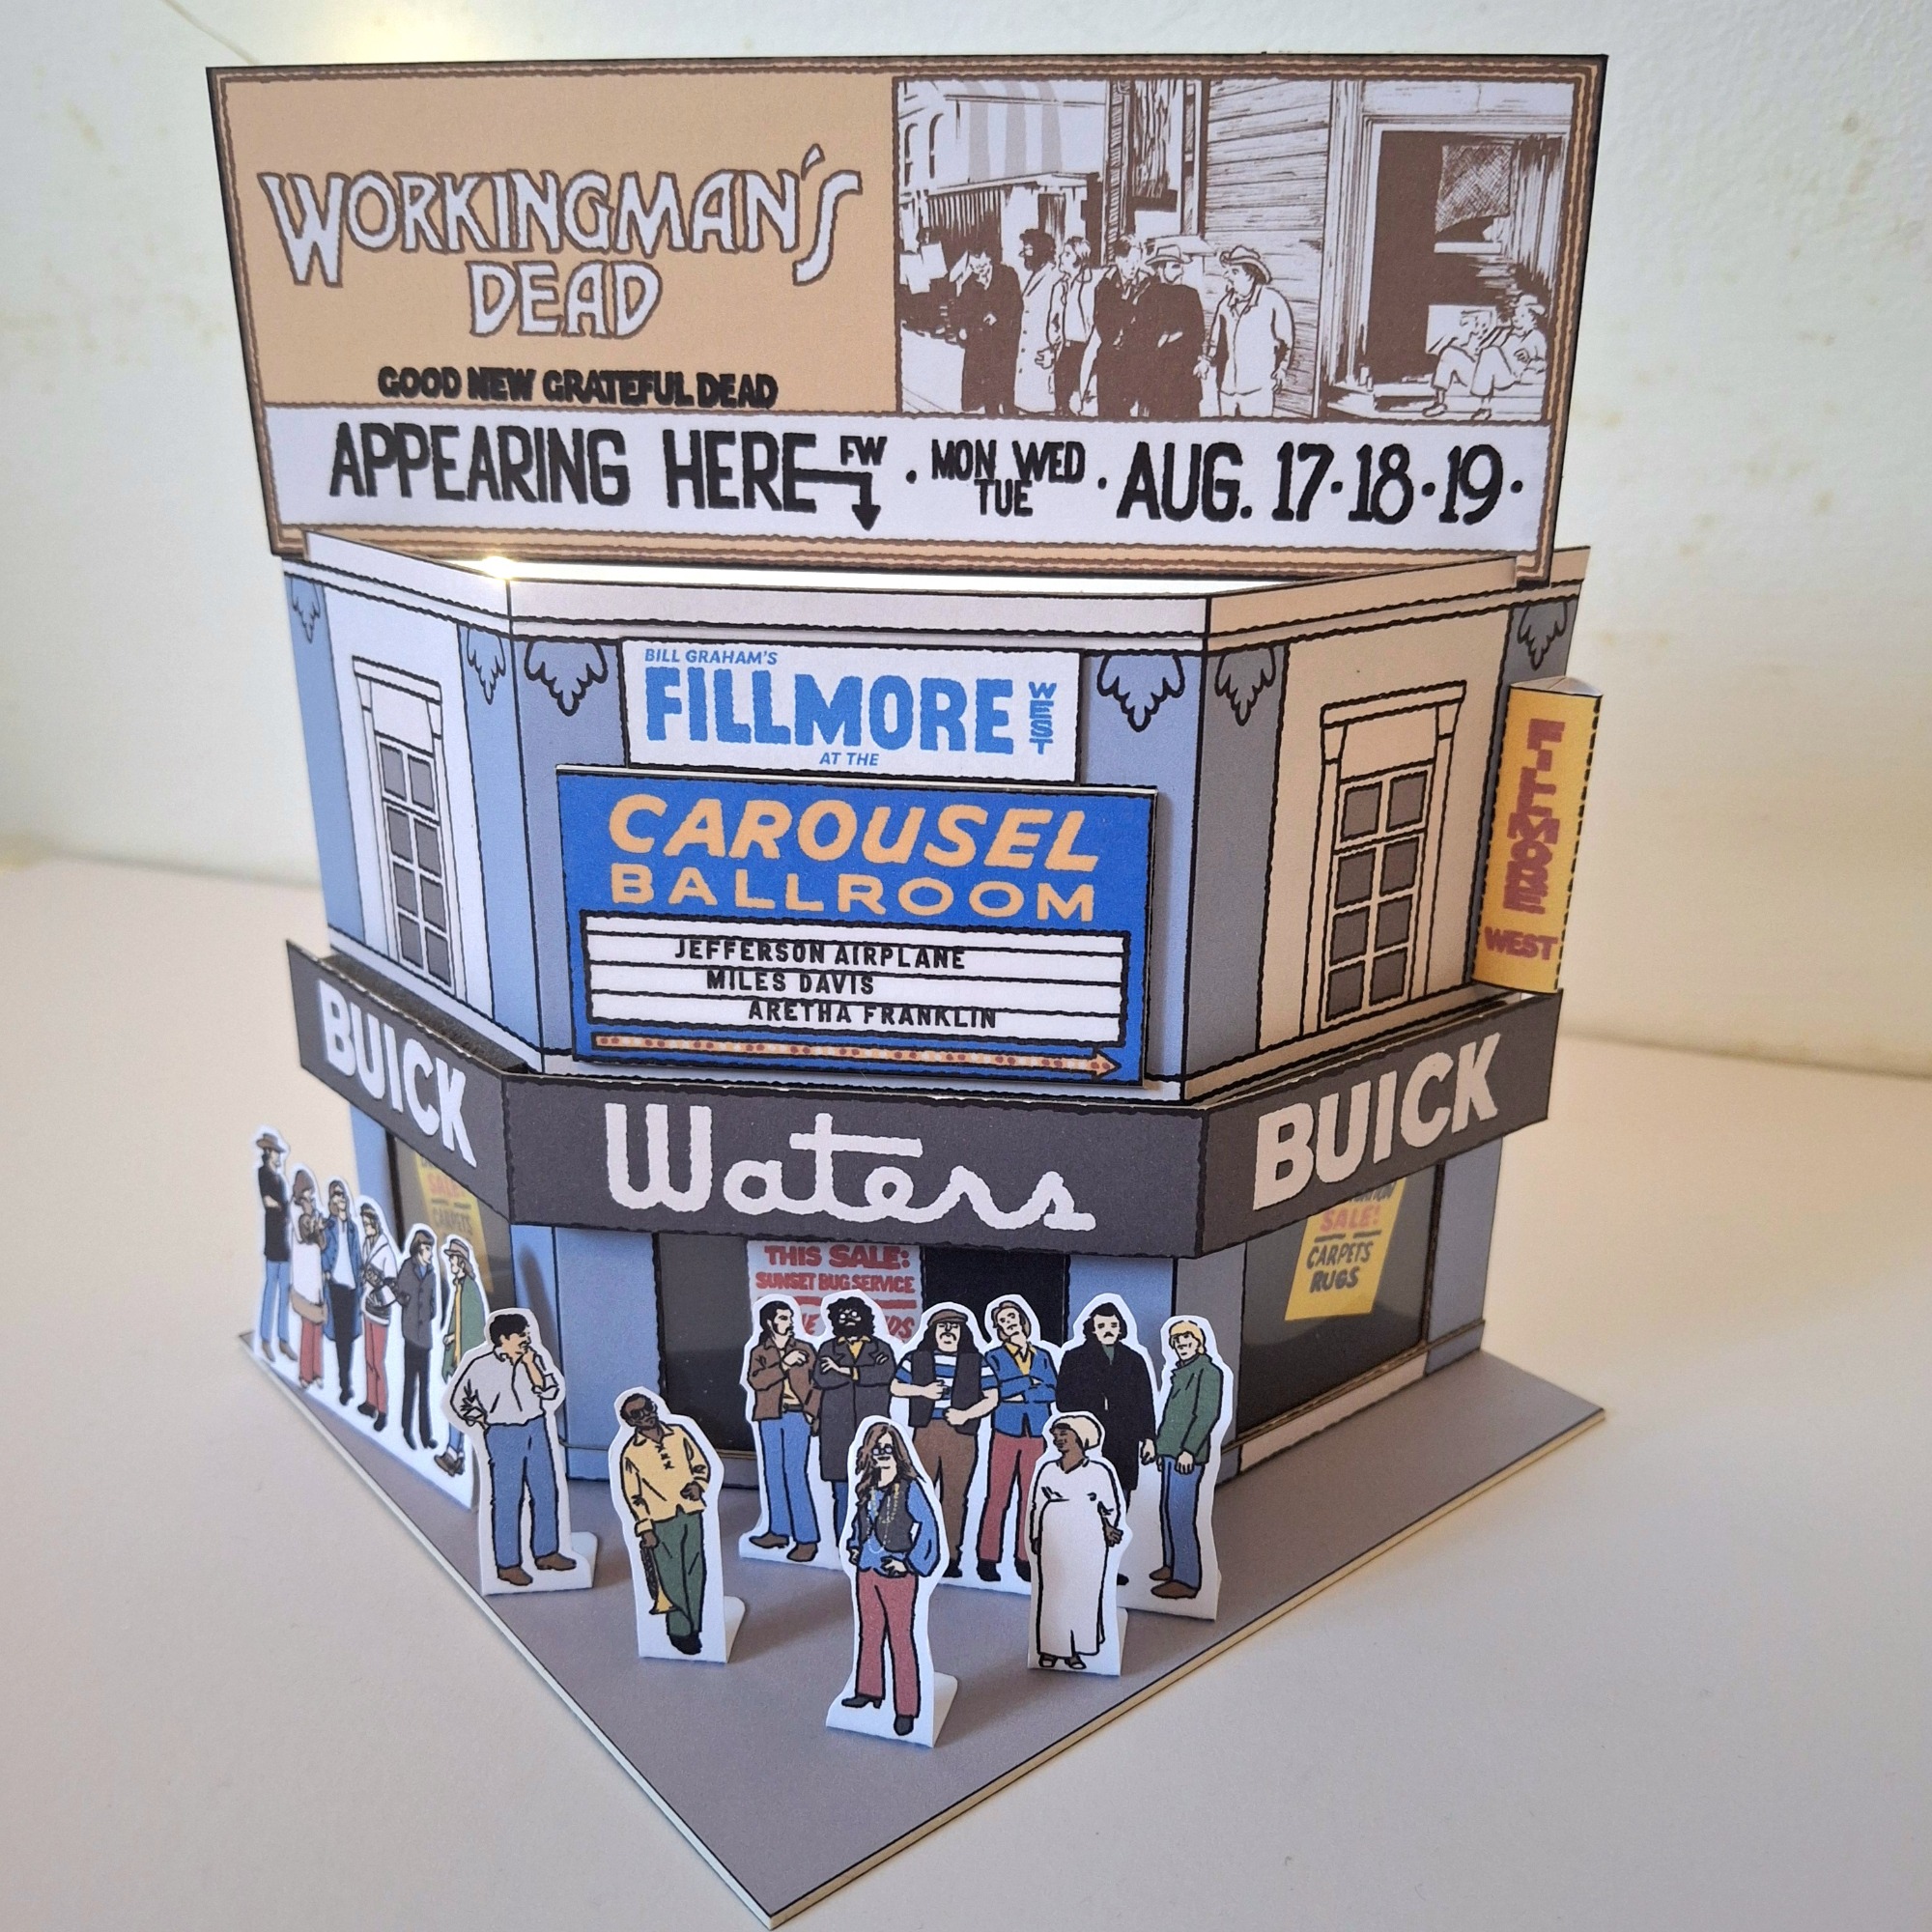 WORKINGMAN'S
DEAD
GOOD NEW GRATEFUL DEAD
APPEARING HERE FW · MON TUE WED · AUG. 17·18·19·
BILL GRAHAM'S
FILLMORE WEST
AT THE
CAROUSEL
BALLROOM
JEFFERSON AIRPLANE
MILES DAVIS
ARETHA FRANKLIN
FILLMORE
WEST
BUICK
Waters
BUICK
SALE!
CARPETS
THIS SALE:
SUNSET BUG SERVICE
SALE!
CARPETS
RUGS